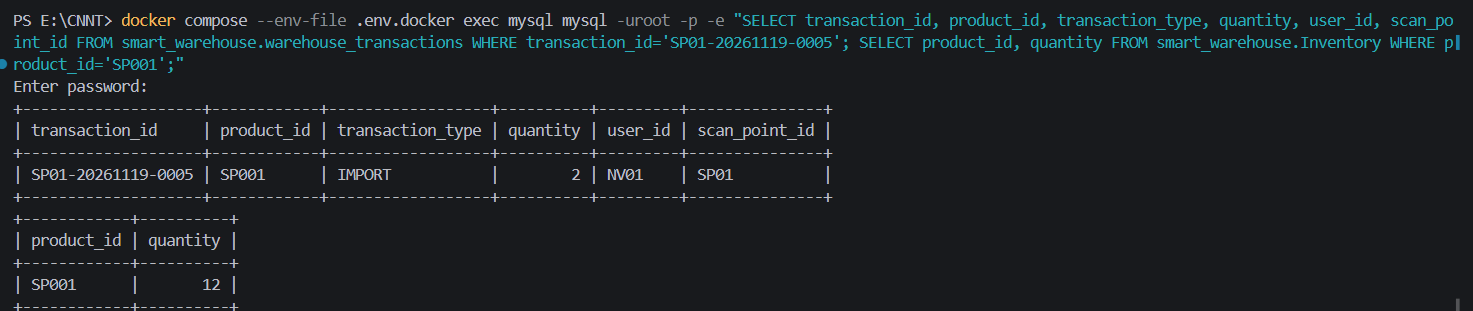 PS E:\CNNT> docker compose --env-file .env.docker exec mysql mysql -uroot -p -e "SELECT transaction_id, product_id, transaction_type, quantity, user_id, scan_po
int_id FROM smart_warehouse.warehouse_transactions WHERE transaction_id='SP01-20261119-0005'; SELECT product_id, quantity FROM smart_warehouse.Inventory WHERE p
roduct_id='SP001';"
Enter password:
+--------------------+------------+------------------+----------+---------+---------------+
| transaction_id     | product_id | transaction_type | quantity | user_id | scan_point_id |
+--------------------+------------+------------------+----------+---------+---------------+
| SP01-20261119-0005 | SP001      | IMPORT           |        2 | NV01    | SP01          |
+--------------------+------------+------------------+----------+---------+---------------+
+------------+----------+
| product_id | quantity |
+------------+----------+
| SP001      |       12 |
+------------+----------+